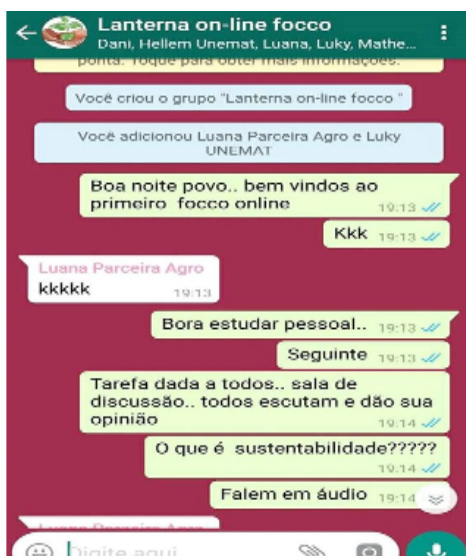 Lanterna on-line focco
Dani, Hellem Unemat, Luana, Luky, Mathe...
ponta. Toque para obter mais informações.
Você criou o grupo "Lanterna on-line focco "
Você adicionou Luana Parceira Agro e Luky
UNEMAT
Boa noite povo.. bem vindos ao
primeiro focco online
19:13
Kkk 19:13
Luana Parceira Agro
kkkkk
19:13
Bora estudar pessoal.. 19:13
Seguinte 19:13
Tarefa dada a todos.. sala de
discussão.. todos escutam e dão sua
opinião
19:14
O que é sustentabilidade?????
19:14
Falem em áudio 19:14
Luana Parceira Agro
Digite aqui